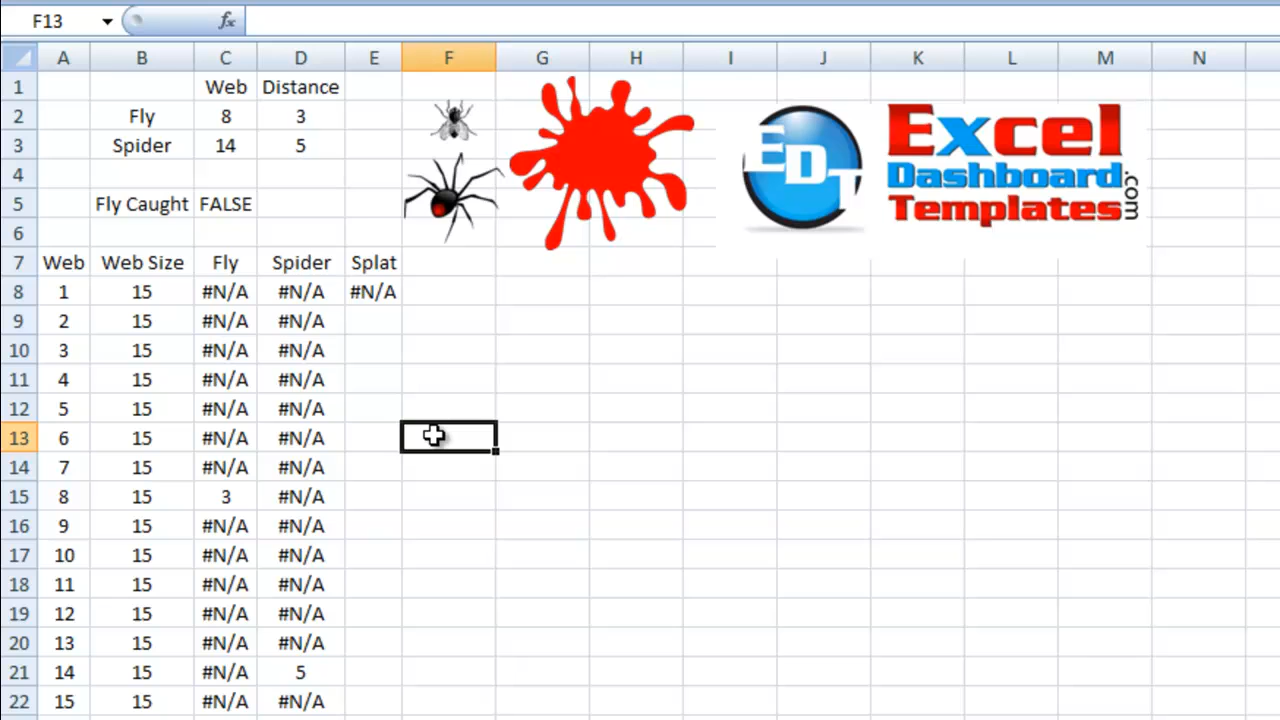 F13 fx
A B C D E F G H I J K L M N
1 Web Distance
2 Fly 8 3
3 Spider 14 5
4
5 Fly Caught FALSE
6
EDT Excel
Dashboard
Templates.com
7 Web Web Size Fly Spider Splat
8 1 15 #N/A #N/A #N/A
9 2 15 #N/A #N/A
10 3 15 #N/A #N/A
11 4 15 #N/A #N/A
12 5 15 #N/A #N/A
13 6 15 #N/A #N/A
14 7 15 #N/A #N/A
15 8 15 3 #N/A
16 9 15 #N/A #N/A
17 10 15 #N/A #N/A
18 11 15 #N/A #N/A
19 12 15 #N/A #N/A
20 13 15 #N/A #N/A
21 14 15 #N/A 5
22 15 15 #N/A #N/A